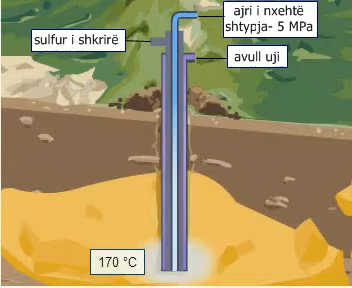 ajri i nxehtë
shtypja- 5 MPa
sulfur i shkrirë
avull uji
170 °C